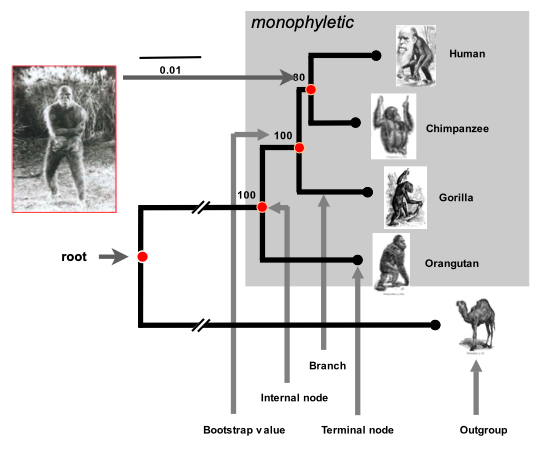 monophyletic
0.01
80
Human
100
Chimpanzee
100
Gorilla
root
Orangutan
Branch
Internal node
Bootstrap value
Terminal node
Outgroup